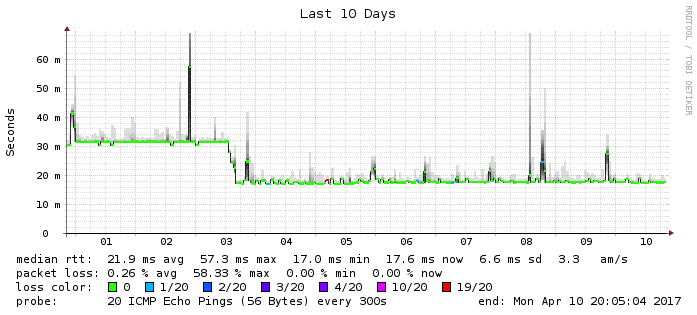 Last 10 Days
RRDTOOL / TOBI OETIKER
Seconds
60 m
50 m
40 m
30 m
20 m
10 m
0
01 02 03 04 05 06 07 08 09 10
median rtt: 21.9 ms avg 57.3 ms max 17.0 ms min 17.6 ms now 6.6 ms sd 3.3 am/s
packet loss: 0.26 % avg 58.33 % max 0.00 % min 0.00 % now
loss color: 0 1/20 2/20 3/20 4/20 10/20 19/20
probe: 20 ICMP Echo Pings (56 Bytes) every 300s end: Mon Apr 10 20:05:04 2017